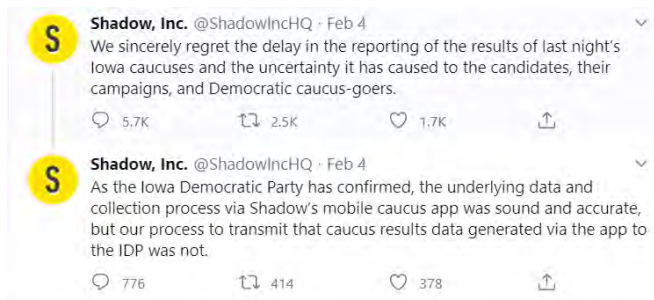 S
Shadow, Inc. @ShadowIncHQ · Feb 4
We sincerely regret the delay in the reporting of the results of last night's
Iowa caucuses and the uncertainty it has caused to the candidates, their
campaigns, and Democratic caucus-goers.
5.7K 2.5K 1.7K
S
Shadow, Inc. @ShadowIncHQ · Feb 4
As the Iowa Democratic Party has confirmed, the underlying data and
collection process via Shadow's mobile caucus app was sound and accurate,
but our process to transmit that caucus results data generated via the app to
the IDP was not.
776 414 378